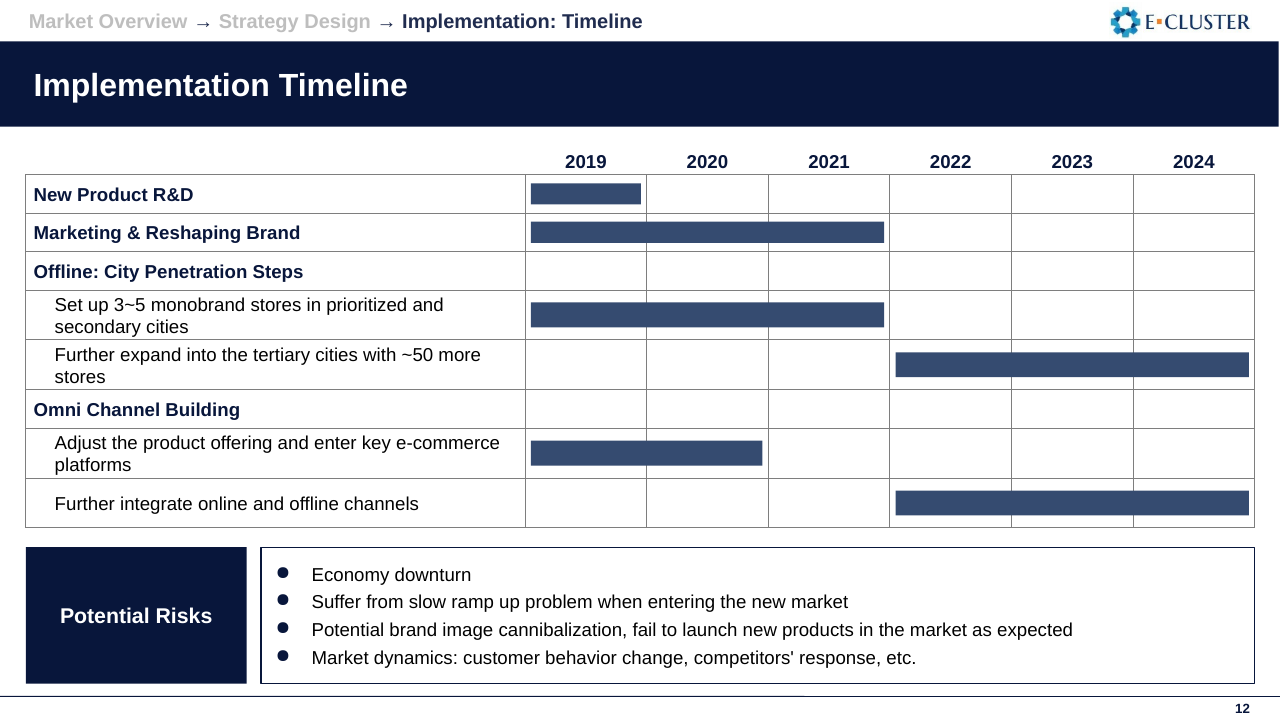 Market Overview → Strategy Design → Implementation: Timeline
E·CLUSTER
Implementation Timeline
2019 2020 2021 2022 2023 2024
New Product R&D
Marketing & Reshaping Brand
Offline: City Penetration Steps
Set up 3~5 monobrand stores in prioritized and
secondary cities
Further expand into the tertiary cities with ~50 more
stores
Omni Channel Building
Adjust the product offering and enter key e-commerce
platforms
Further integrate online and offline channels
Potential Risks
● Economy downturn
● Suffer from slow ramp up problem when entering the new market
● Potential brand image cannibalization, fail to launch new products in the market as expected
● Market dynamics: customer behavior change, competitors' response, etc.
12